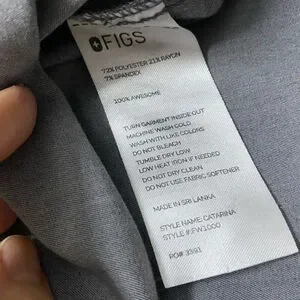 FIGS
72% POLYESTER 21% RAYON
7% SPANDEX
100% AWESOME
TURN GARMENT INSIDE OUT
MACHINE WASH COLD
WASH WITH LIKE COLORS
DO NOT BLEACH
TUMBLE DRY LOW
LOW HEAT IRON IF NEEDED
DO NOT DRY CLEAN
DO NOT USE FABRIC SOFTENER
MADE IN SRI LANKA
STYLE NAME: CATARINA
STYLE #:FW1000
PO# 3391